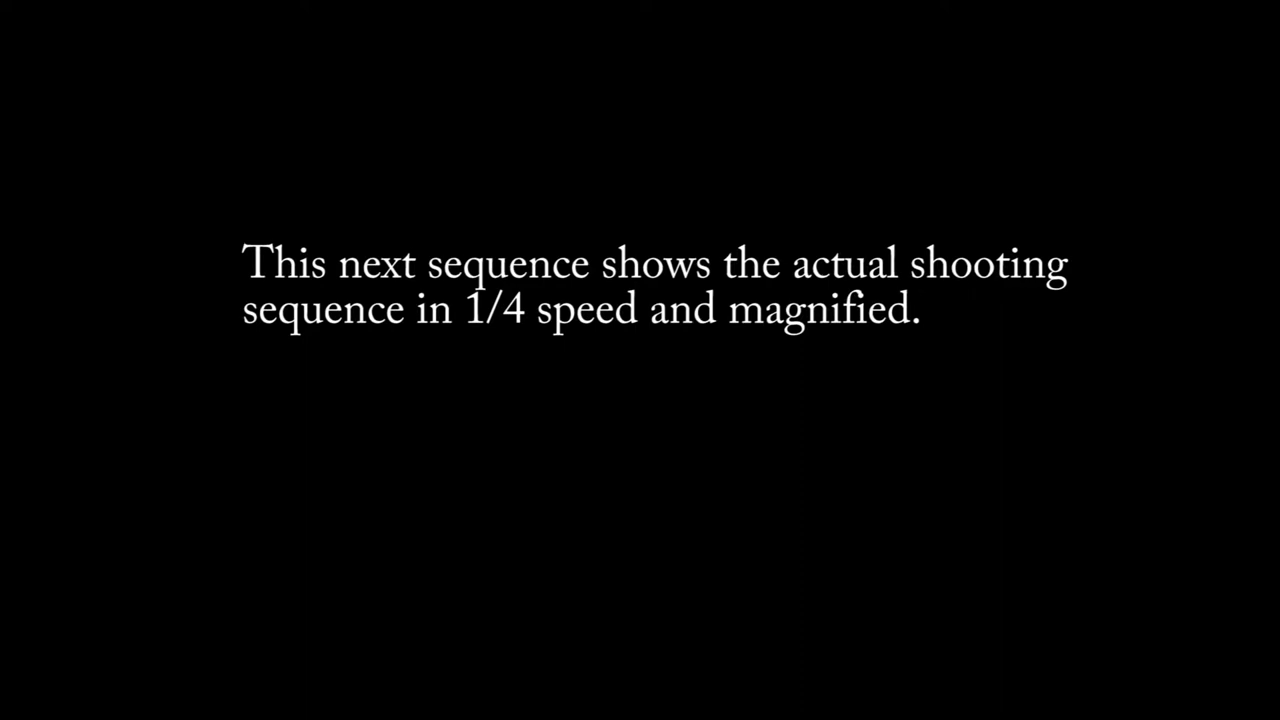 This next sequence shows the actual shooting
sequence in 1/4 speed and magnified.